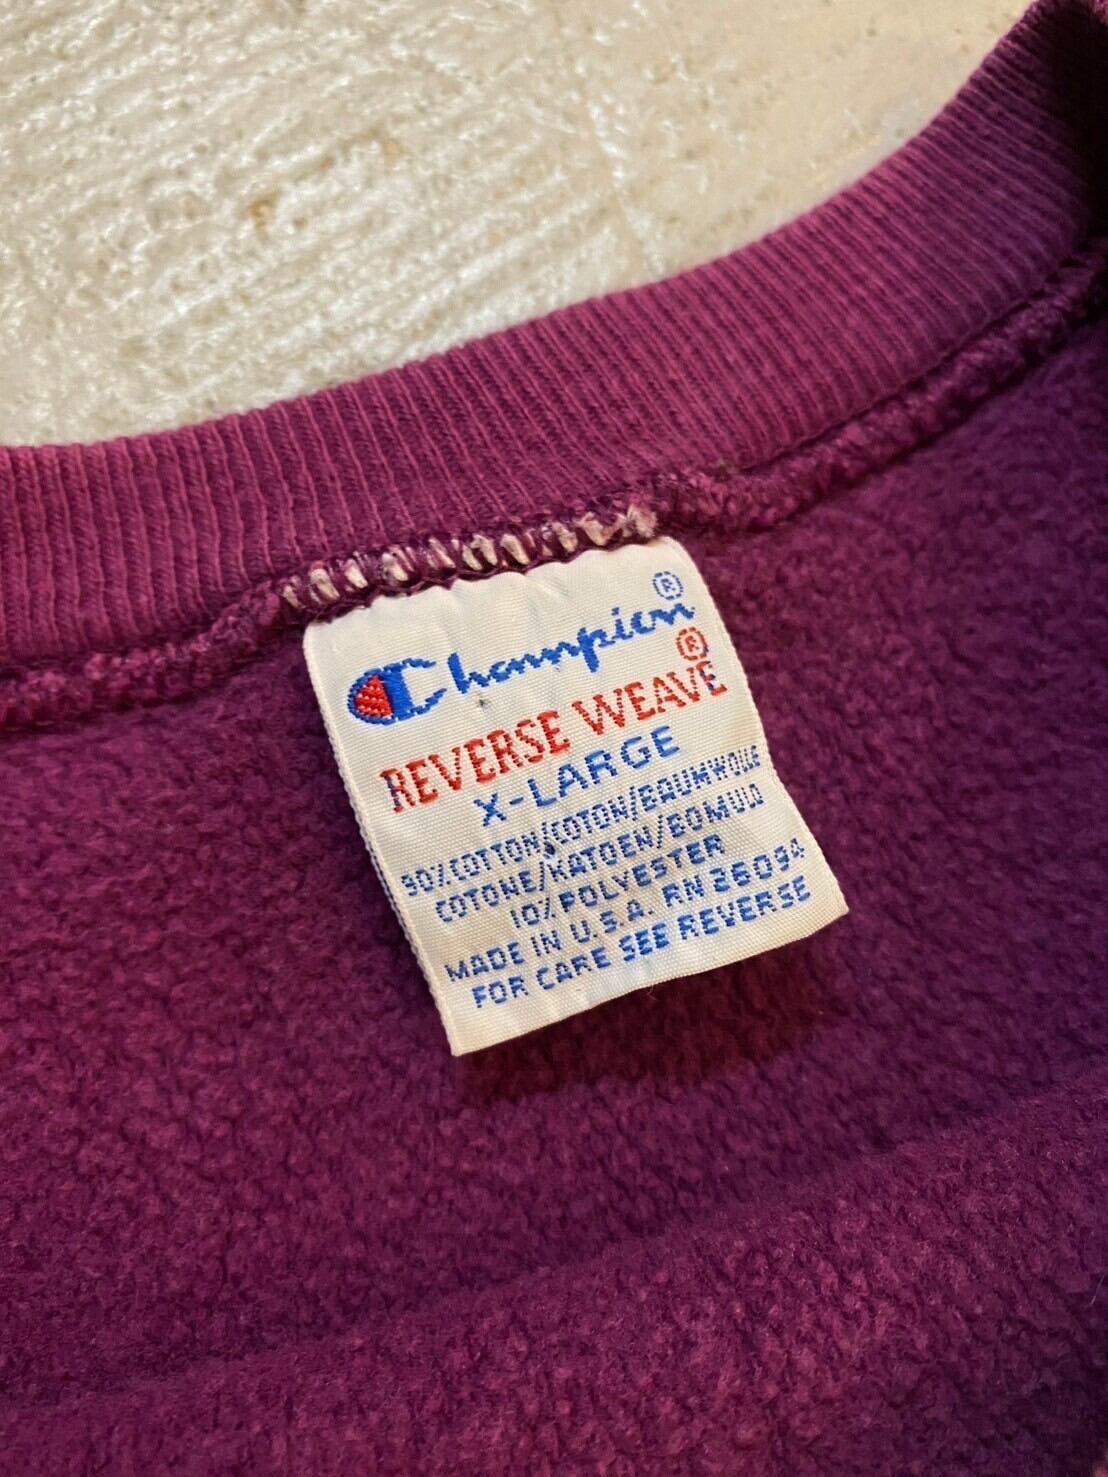 Champion®
REVERSE WEAVE®
X-LARGE
90% COTTON/COTON/BAUMWOLLE
COTONE/KATOEN/BOMULD
10% POLYESTER
MADE IN U.S.A. RN 26094
FOR CARE SEE REVERSE